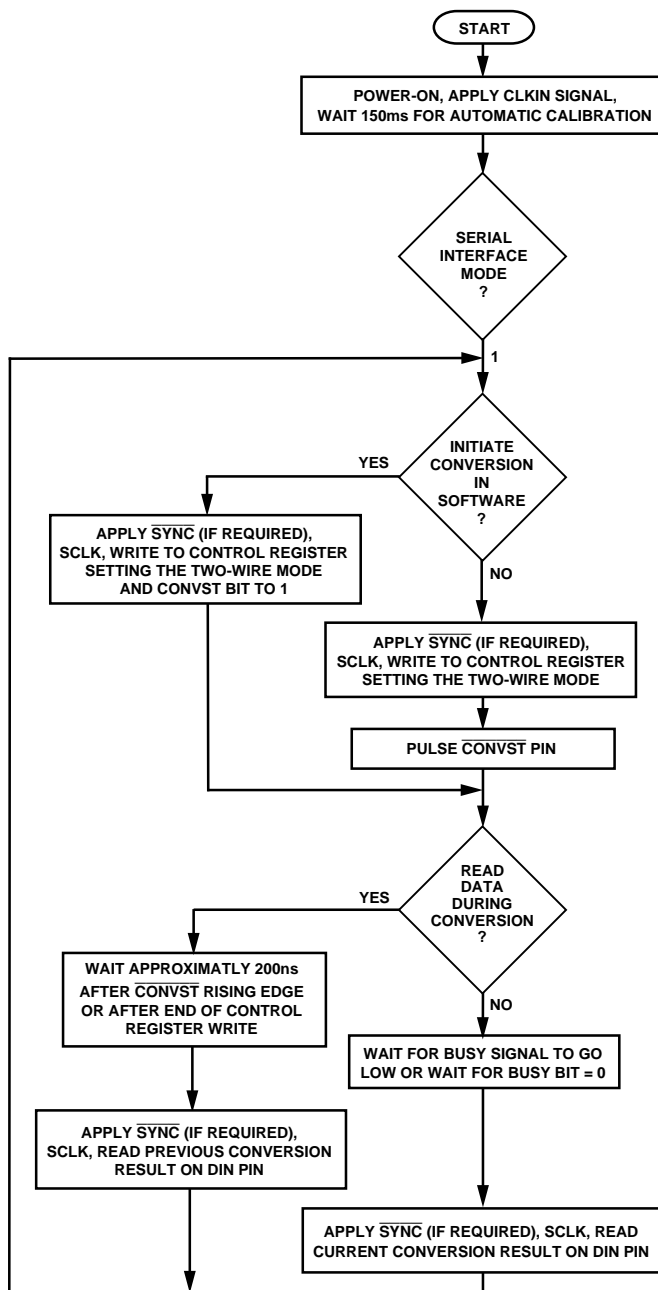 START
POWER-ON, APPLY CLKIN SIGNAL,
WAIT 150ms FOR AUTOMATIC CALIBRATION
SERIAL
INTERFACE
MODE
?
1
INITIATE
CONVERSION
IN
SOFTWARE
?
YES
APPLY SYNC (IF REQUIRED),
SCLK, WRITE TO CONTROL REGISTER
SETTING THE TWO-WIRE MODE
AND CONVST BIT TO 1
NO
APPLY SYNC (IF REQUIRED),
SCLK, WRITE TO CONTROL REGISTER
SETTING THE TWO-WIRE MODE
PULSE CONVST PIN
READ
DATA
DURING
CONVERSION
?
YES
WAIT APPROXIMATLY 200ns
AFTER CONVST RISING EDGE
OR AFTER END OF CONTROL
REGISTER WRITE
NO
WAIT FOR BUSY SIGNAL TO GO
LOW OR WAIT FOR BUSY BIT = 0
APPLY SYNC (IF REQUIRED),
SCLK, READ PREVIOUS CONVERSION
RESULT ON DIN PIN
APPLY SYNC (IF REQUIRED), SCLK, READ
CURRENT CONVERSION RESULT ON DIN PIN